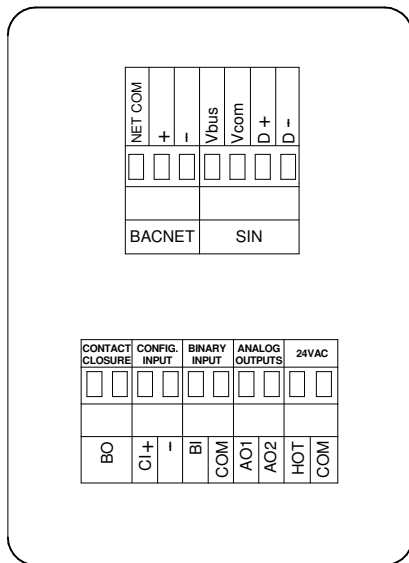 NET COM
+
-
Vbus
Vcom
D +
D -
BACNET SIN
CONTACT CLOSURE
CONFIG. INPUT
BINARY INPUT
ANALOG OUTPUTS
24VAC
BO
CI+
-
BI
COM
AO1
AO2
HOT
COM